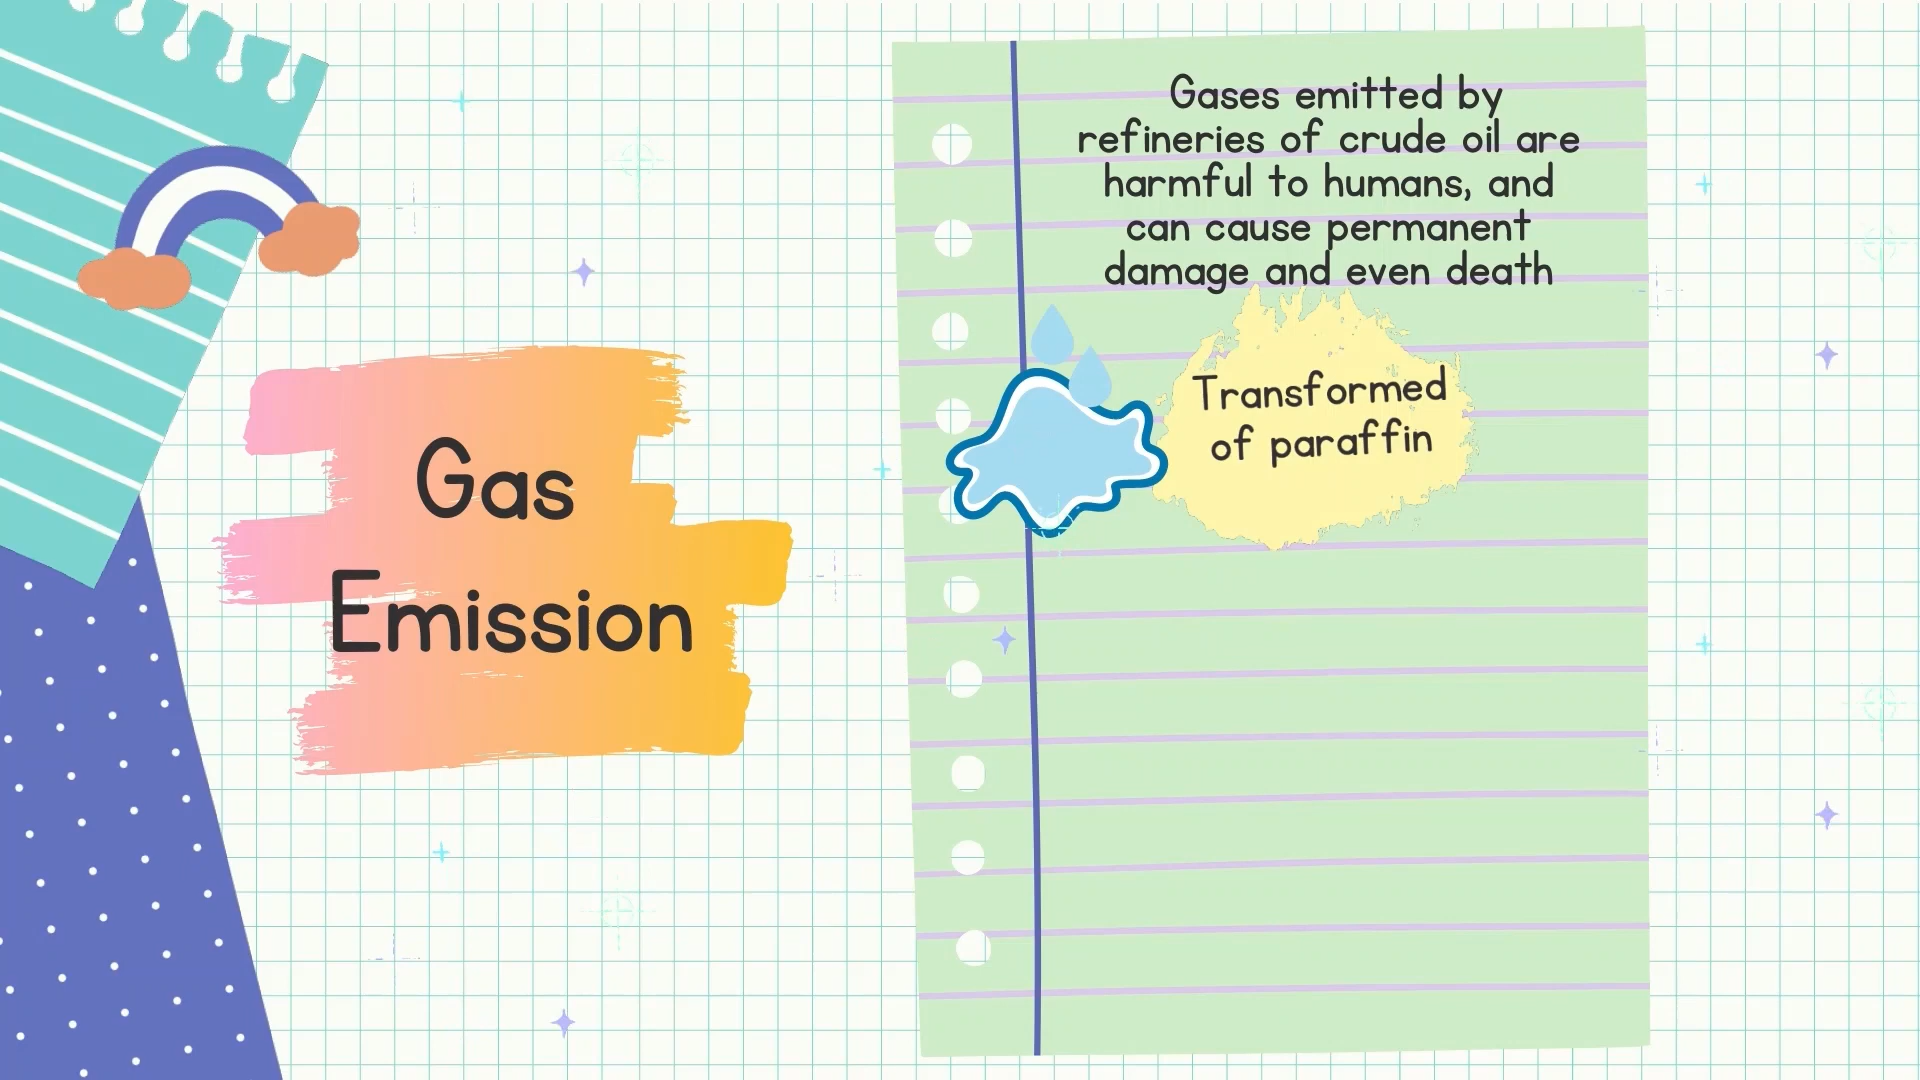 Gas
Emission
Gases emitted by
refineries of crude oil are
harmful to humans, and
can cause permanent
damage and even death
Transformed
of paraffin